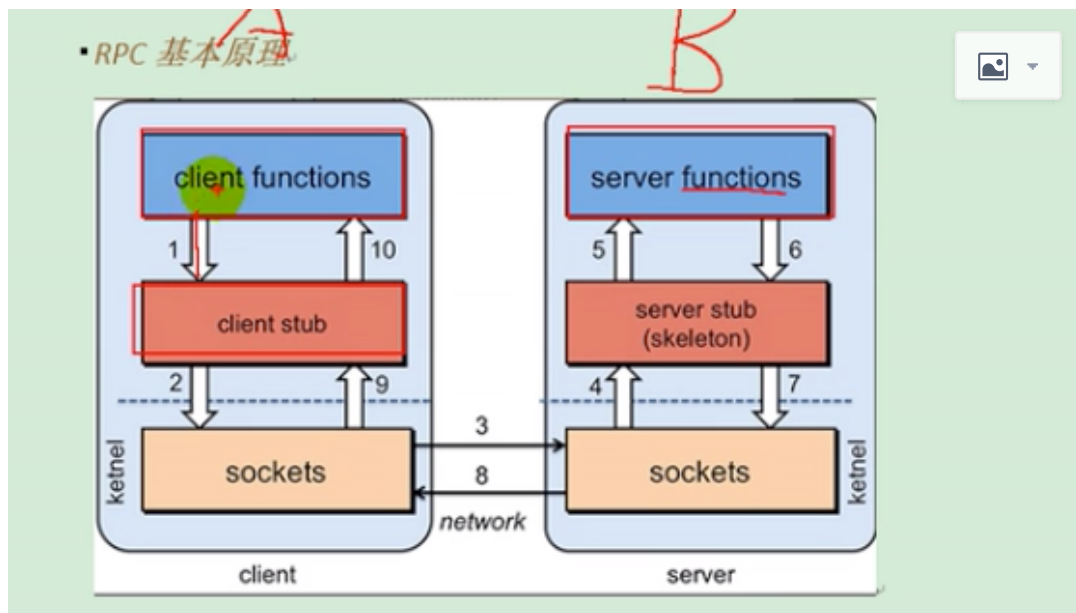 A B
▪ RPC 基本原理
client functions server functions
1 10 5 6
client stub server stub
(skeleton)
2 9 4 7
3
ketnel sockets sockets ketnel
8
network
client server